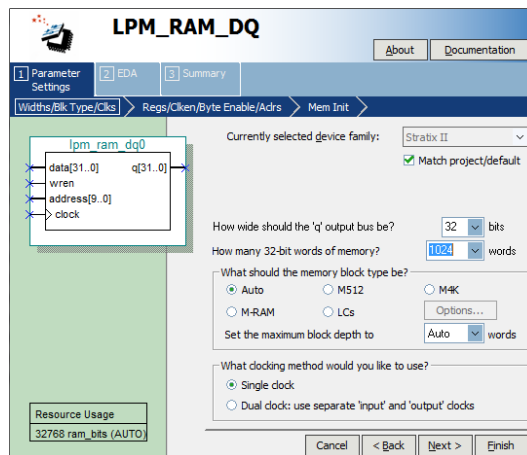 LPM_RAM_DQ
About Documentation
1 Parameter Settings 2 EDA 3 Summary
Widths/Blk Type/Clks Regs/Clken/Byte Enable/Adrs Mem Init
lpm_ram_dq0
data[31..0] q[31..0]
wren
address[9..0]
clock
Currently selected device family: Stratix II
Match project/default
How wide should the 'q' output bus be? 32 bits
How many 32-bit words of memory? 1024 words
What should the memory block type be?
Auto M512 M4K
M-RAM LCs Options...
Set the maximum block depth to Auto words
What clocking method would you like to use?
Single clock
Dual clock: use separate 'input' and 'output' clocks
Resource Usage
32768 ram_bits (AUTO)
Cancel < Back Next > Finish